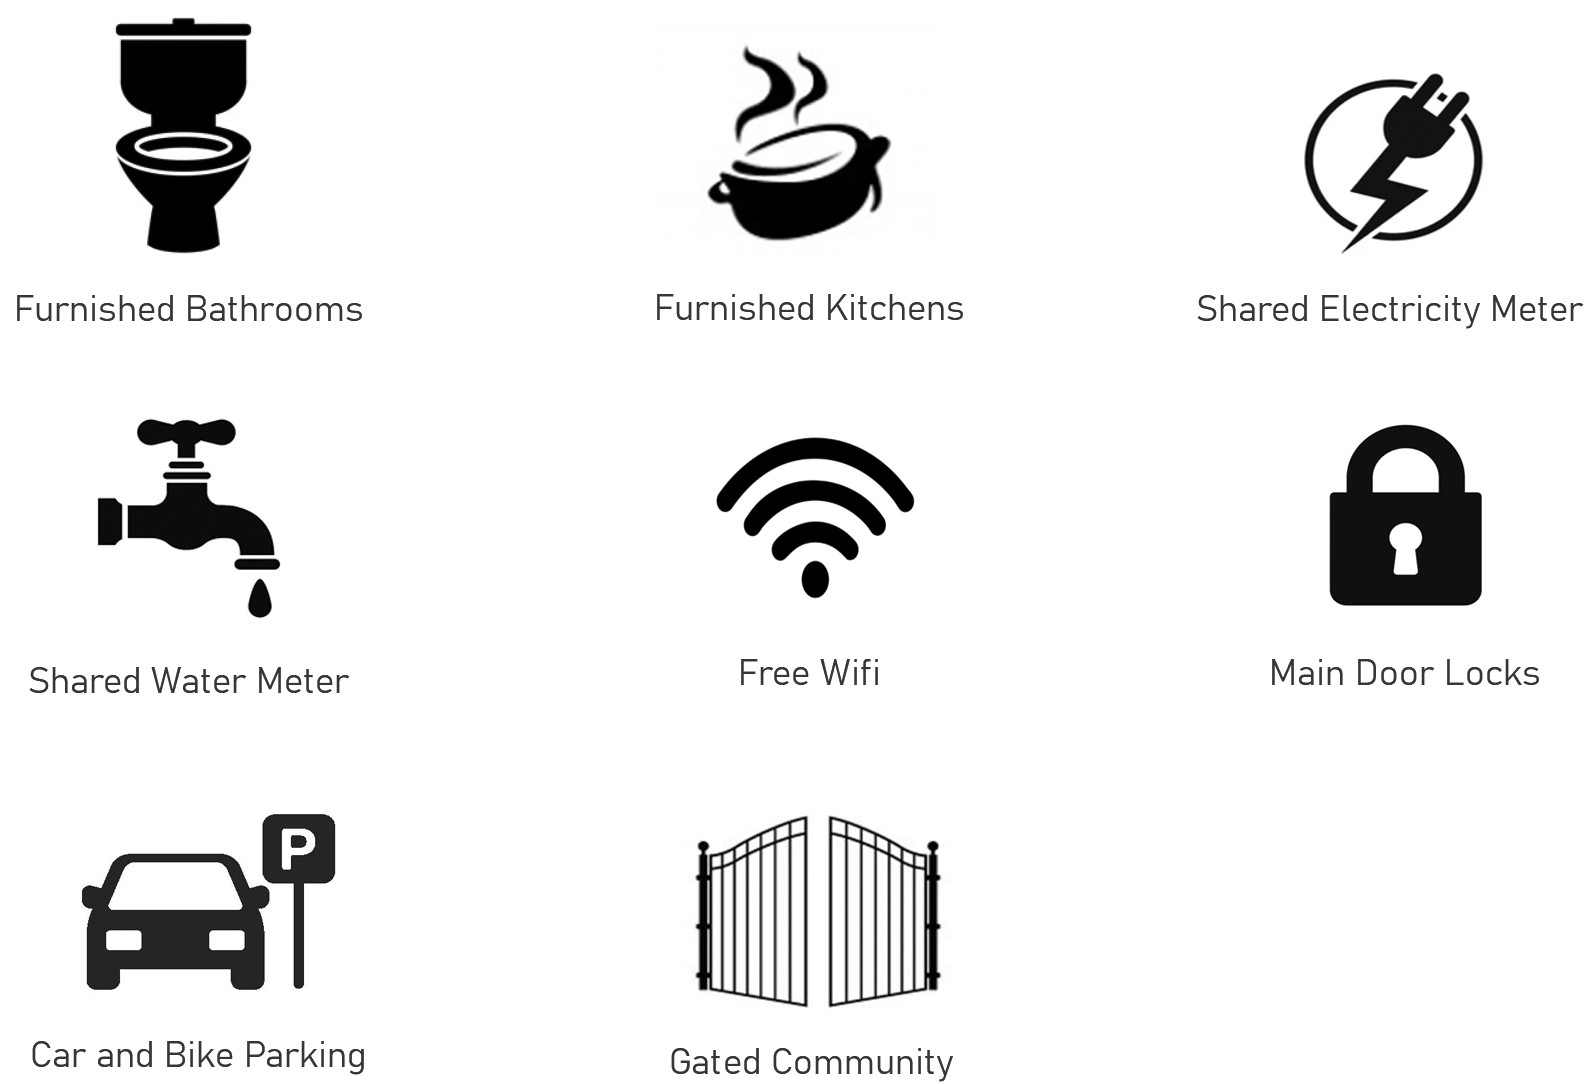 Furnished Bathrooms
Furnished Kitchens
Shared Electricity Meter
Shared Water Meter
Free Wifi
Main Door Locks
P
Car and Bike Parking
Gated Community